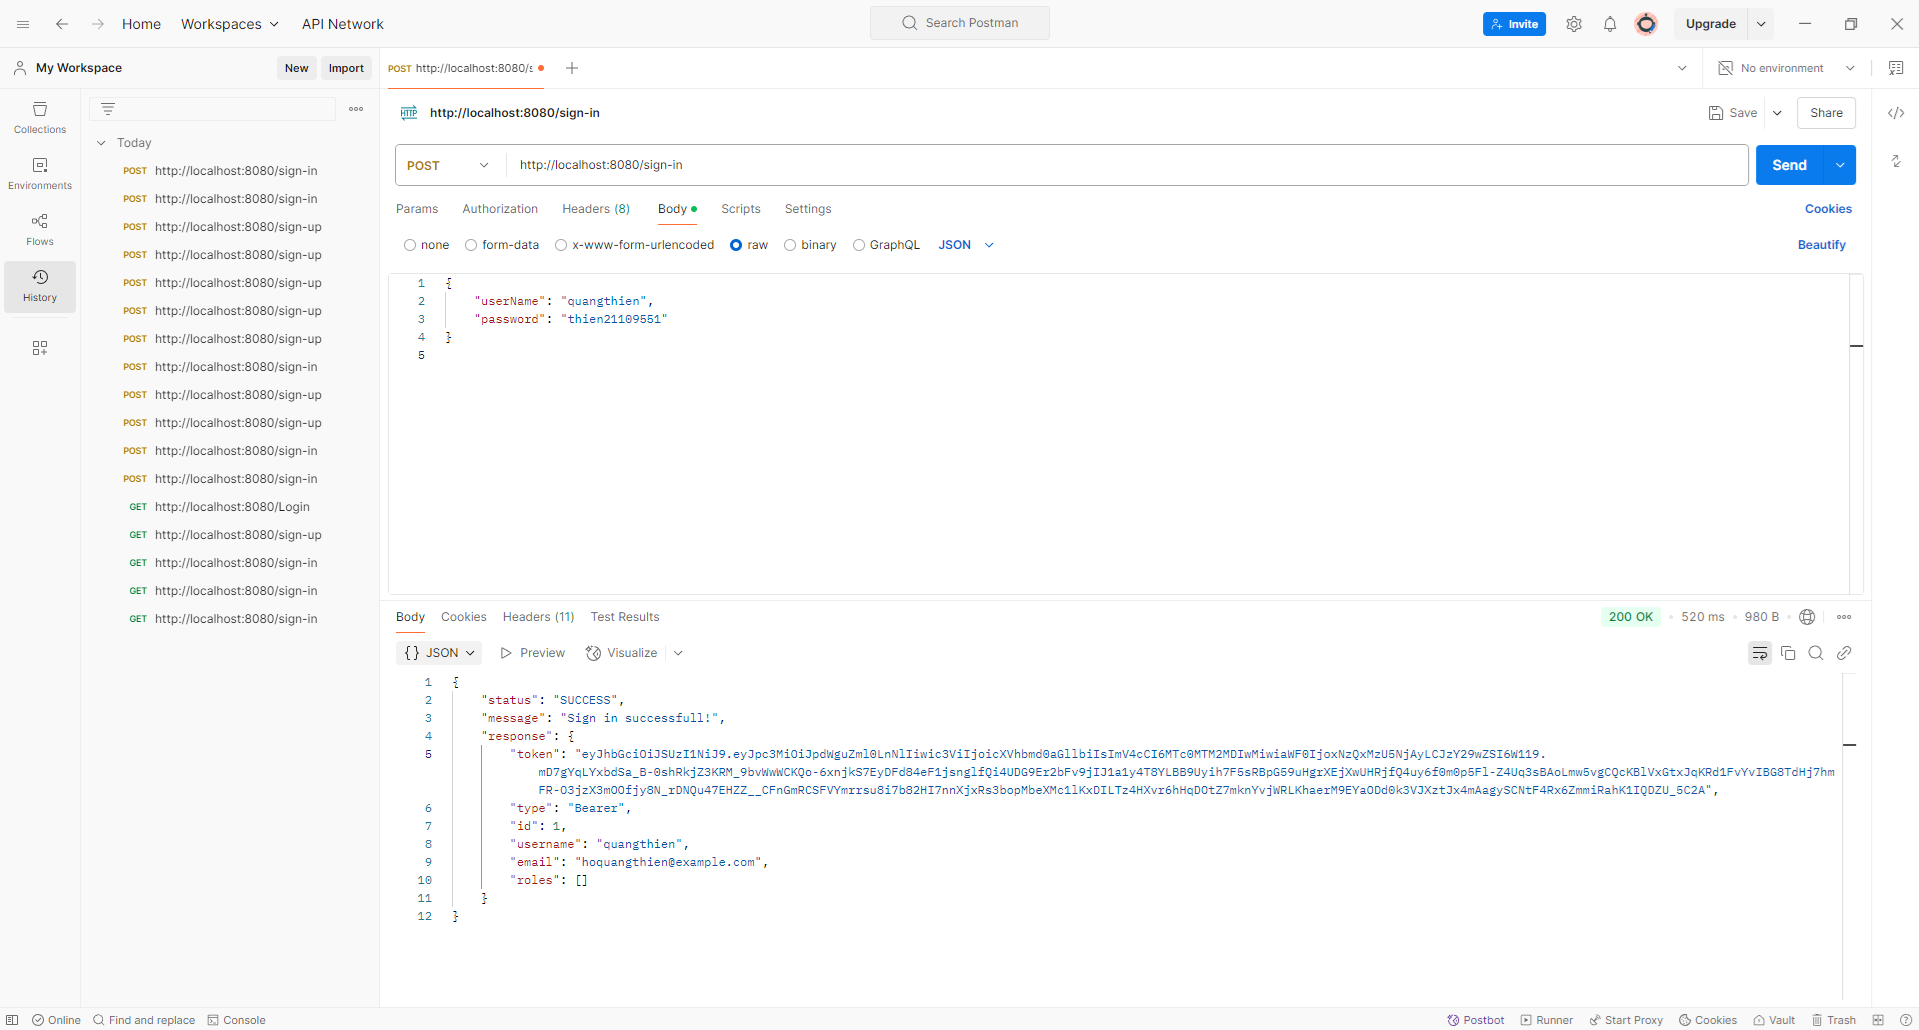 Home Workspaces API Network Search Postman Invite Upgrade
My Workspace New Import POST http://localhost:8080/s No environment
HTTP http://localhost:8080/sign-in Save Share
Collections
Environments
Flows
History
Today
POST http://localhost:8080/sign-in
POST http://localhost:8080/sign-in
POST http://localhost:8080/sign-up
POST http://localhost:8080/sign-up
POST http://localhost:8080/sign-up
POST http://localhost:8080/sign-up
POST http://localhost:8080/sign-up
POST http://localhost:8080/sign-in
POST http://localhost:8080/sign-up
POST http://localhost:8080/sign-up
POST http://localhost:8080/sign-in
POST http://localhost:8080/sign-in
GET http://localhost:8080/Login
GET http://localhost:8080/sign-up
GET http://localhost:8080/sign-in
GET http://localhost:8080/sign-in
GET http://localhost:8080/sign-in
POST http://localhost:8080/sign-in Send
Params Authorization Headers (8) Body Scripts Settings Cookies
none form-data x-www-form-urlencoded raw binary GraphQL JSON Beautify
1 {
2 "userName": "quangthien",
3 "password": "thien21109551"
4 }
5
Body Cookies Headers (11) Test Results 200 OK • 520 ms • 980 B •
{} JSON Preview Visualize
1 {
2 "status": "SUCCESS",
3 "message": "Sign in successfull!",
4 "response": {
5 "token": "eyJhbGciOiJSUzI1NiJ9.
6 "type": "Bearer",
7 "id": 1,
8 "username": "quangthien",
9 "email": "hoquangthien@example.com",
10 "roles": []
11 }
12 }
Online Find and replace Console Postbot Runner Start Proxy Cookies Vault Trash